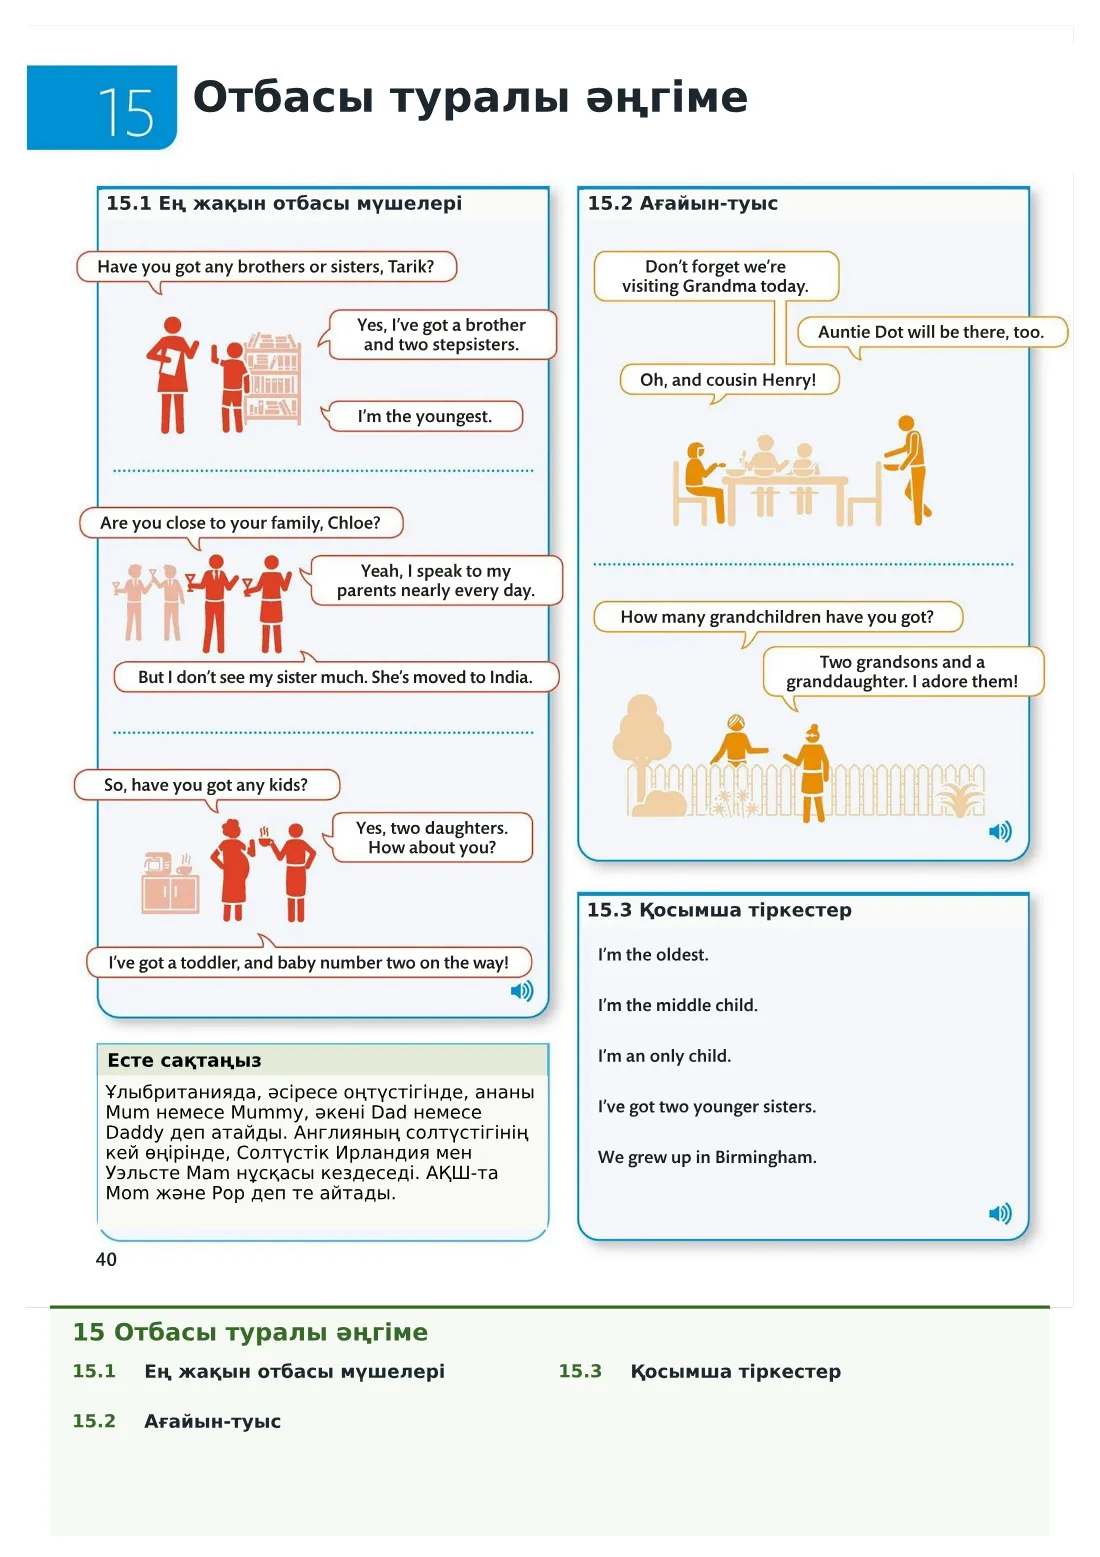 15
Отбасы туралы әңгіме
15.1 Ең жақын отбасы мүшелері
Have you got any brothers or sisters, Tarik?
Yes, I've got a brother
and two stepsisters.
I'm the youngest.
Are you close to your family, Chloe?
Yeah, I speak to my
parents nearly every day.
But I don't see my sister much. She's moved to India.
So, have you got any kids?
Yes, two daughters.
How about you?
I've got a toddler, and baby number two on the way!
Есте сақтаңыз
Ұлыбританияда, әсіресе оңтүстігінде, ананы
Mum немесе Mummy, әкені Dad немесе
Daddy деп атайды. Англияның солтүстігінің
кей өңірінде, Солтүстік Ирландия мен
Уэльсте Mam нұсқасы кездеседі. АҚШ-та
Mom және Pop деп те айтады.
15.2 Ағайын-туыс
Don't forget we're
visiting Grandma today.
Auntie Dot will be there, too.
Oh, and cousin Henry!
How many grandchildren have you got?
Two grandsons and a
granddaughter. I adore them!
15.3 Қосымша тіркестер
I'm the oldest.
I'm the middle child.
I'm an only child.
I've got two younger sisters.
We grew up in Birmingham.
40
15 Отбасы туралы әңгіме
15.1 Ең жақын отбасы мүшелері
15.2 Ағайын-туыс
15.3 Қосымша тіркестер